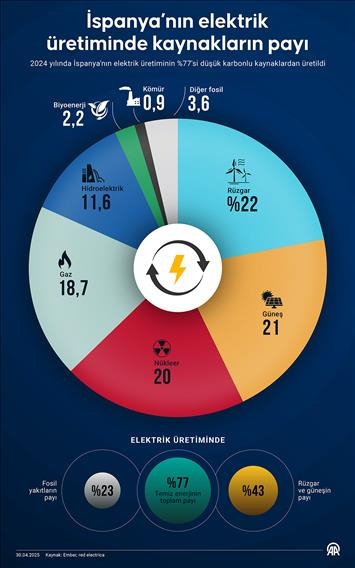 İspanya'nın elektrik
üretiminde kaynakların payı
2024 yılında İspanya'nın elektrik üretiminin %77'si düşük karbonlu kaynaklardan üretildi
Biyoenerji
2,2
Kömür
0,9
Diğer fosil
3,6
Hidroelektrik
11,6
Rüzgar
%22
Gaz
18,7
Güneş
21
Nükleer
20
ELEKTRİK ÜRETİMİNDE
Fosil
yakıtların
payı
%23
%77
Temiz enerjinin
toplam payı
%43
Rüzgar
ve güneşin
payı
30.04.2025 Kaynak: Ember, red electrica
AA